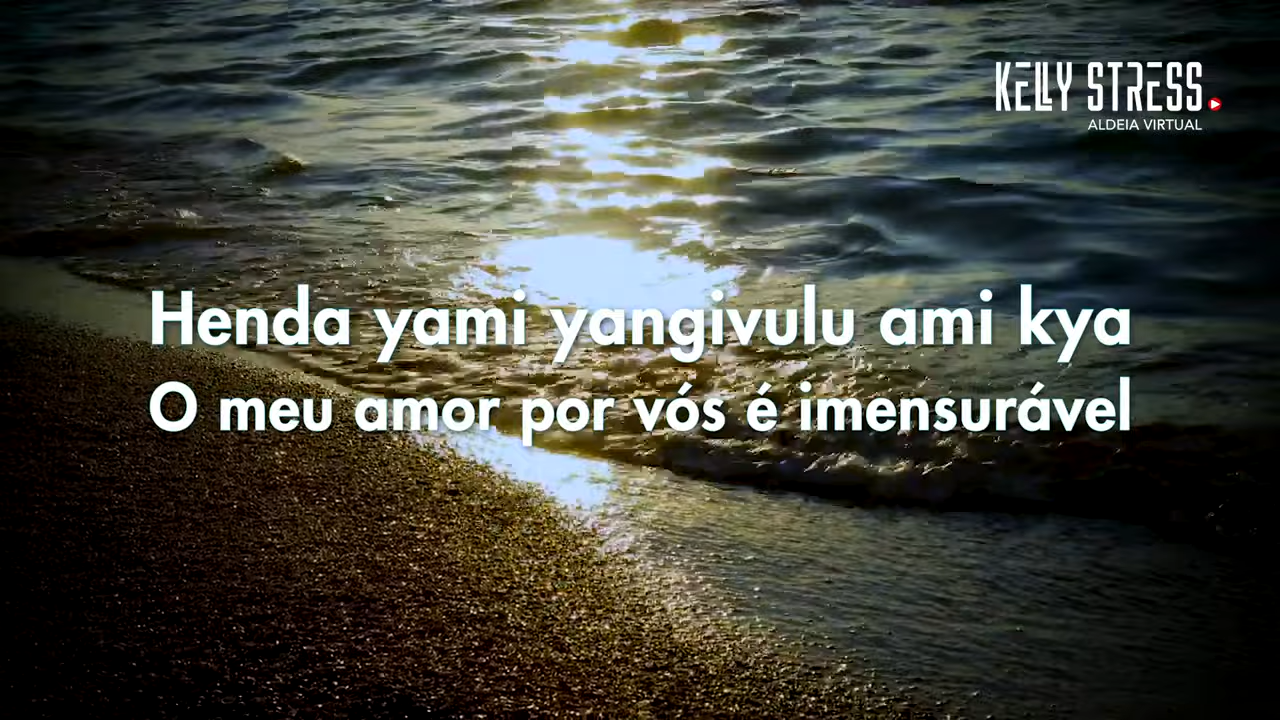 KELLY STRESS
ALDEIA VIRTUAL
Henda yami yangivulu ami kya
O meu amor por vós é imensurável